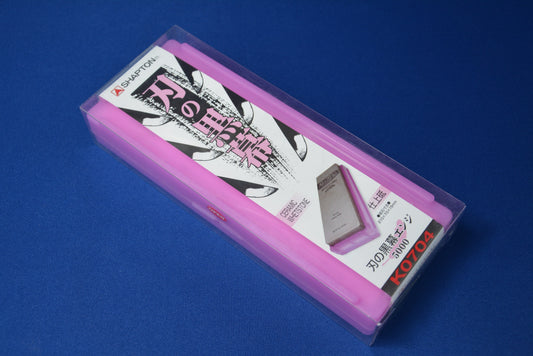 SHAPTON
刃の黒幕
CERAMIC
WHETSTONE
仕上砥
刃の黒幕 エンジ
5000
K0704